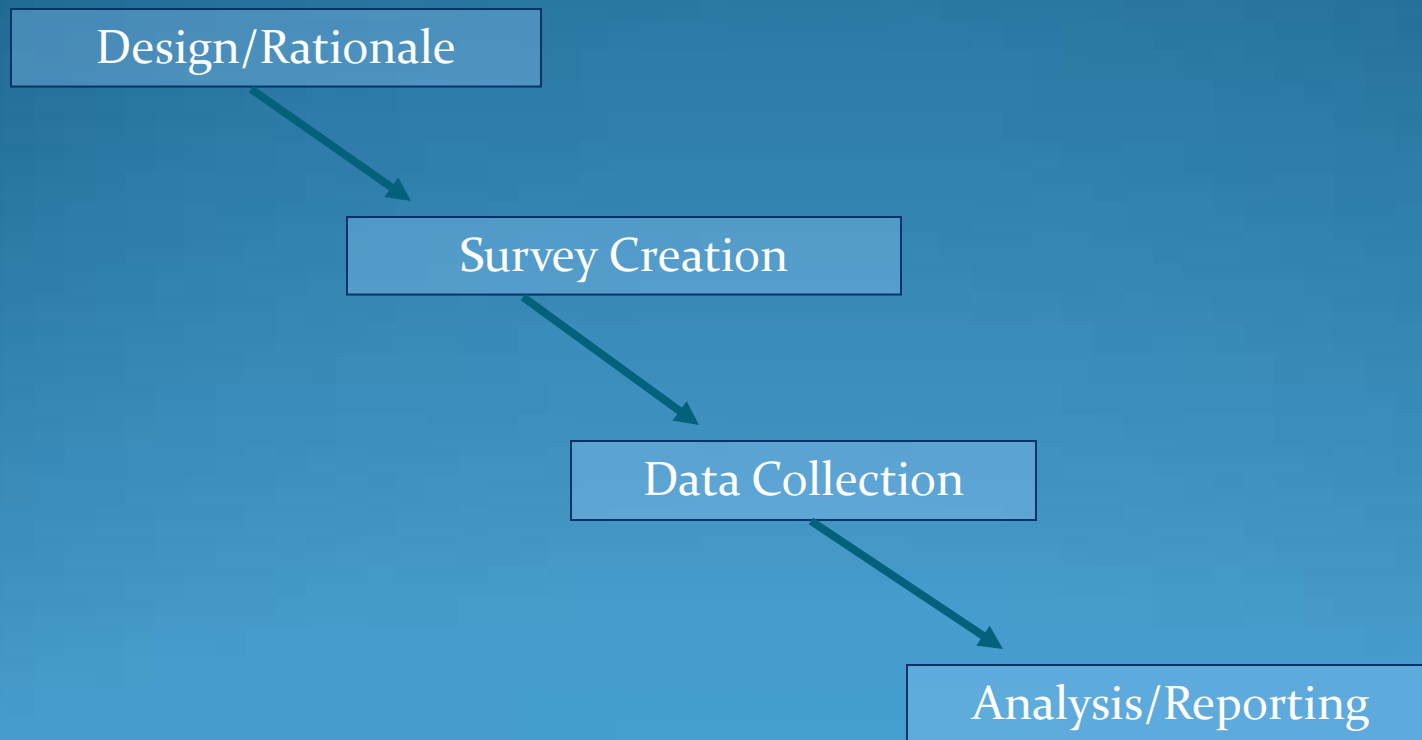 Design/Rationale
Survey Creation
Data Collection
Analysis/Reporting